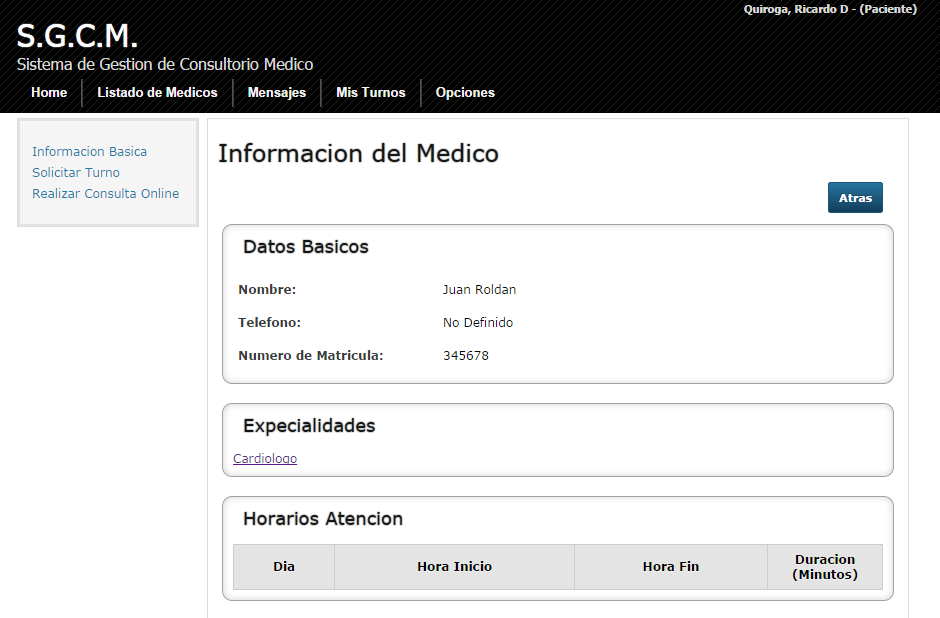 Quiroga, Ricardo D - (Paciente)
S.G.C.M.
Sistema de Gestion de Consultorio Medico
Home Listado de Medicos Mensajes Mis Turnos Opciones
Informacion Basica
Solicitar Turno
Realizar Consulta Online
Informacion del Medico
Atras
Datos Basicos
Nombre: Juan Roldan
Telefono: No Definido
Numero de Matricula: 345678
Expecialidades
Cardiologo
Horarios Atencion
Dia Hora Inicio Hora Fin Duracion
(Minutos)